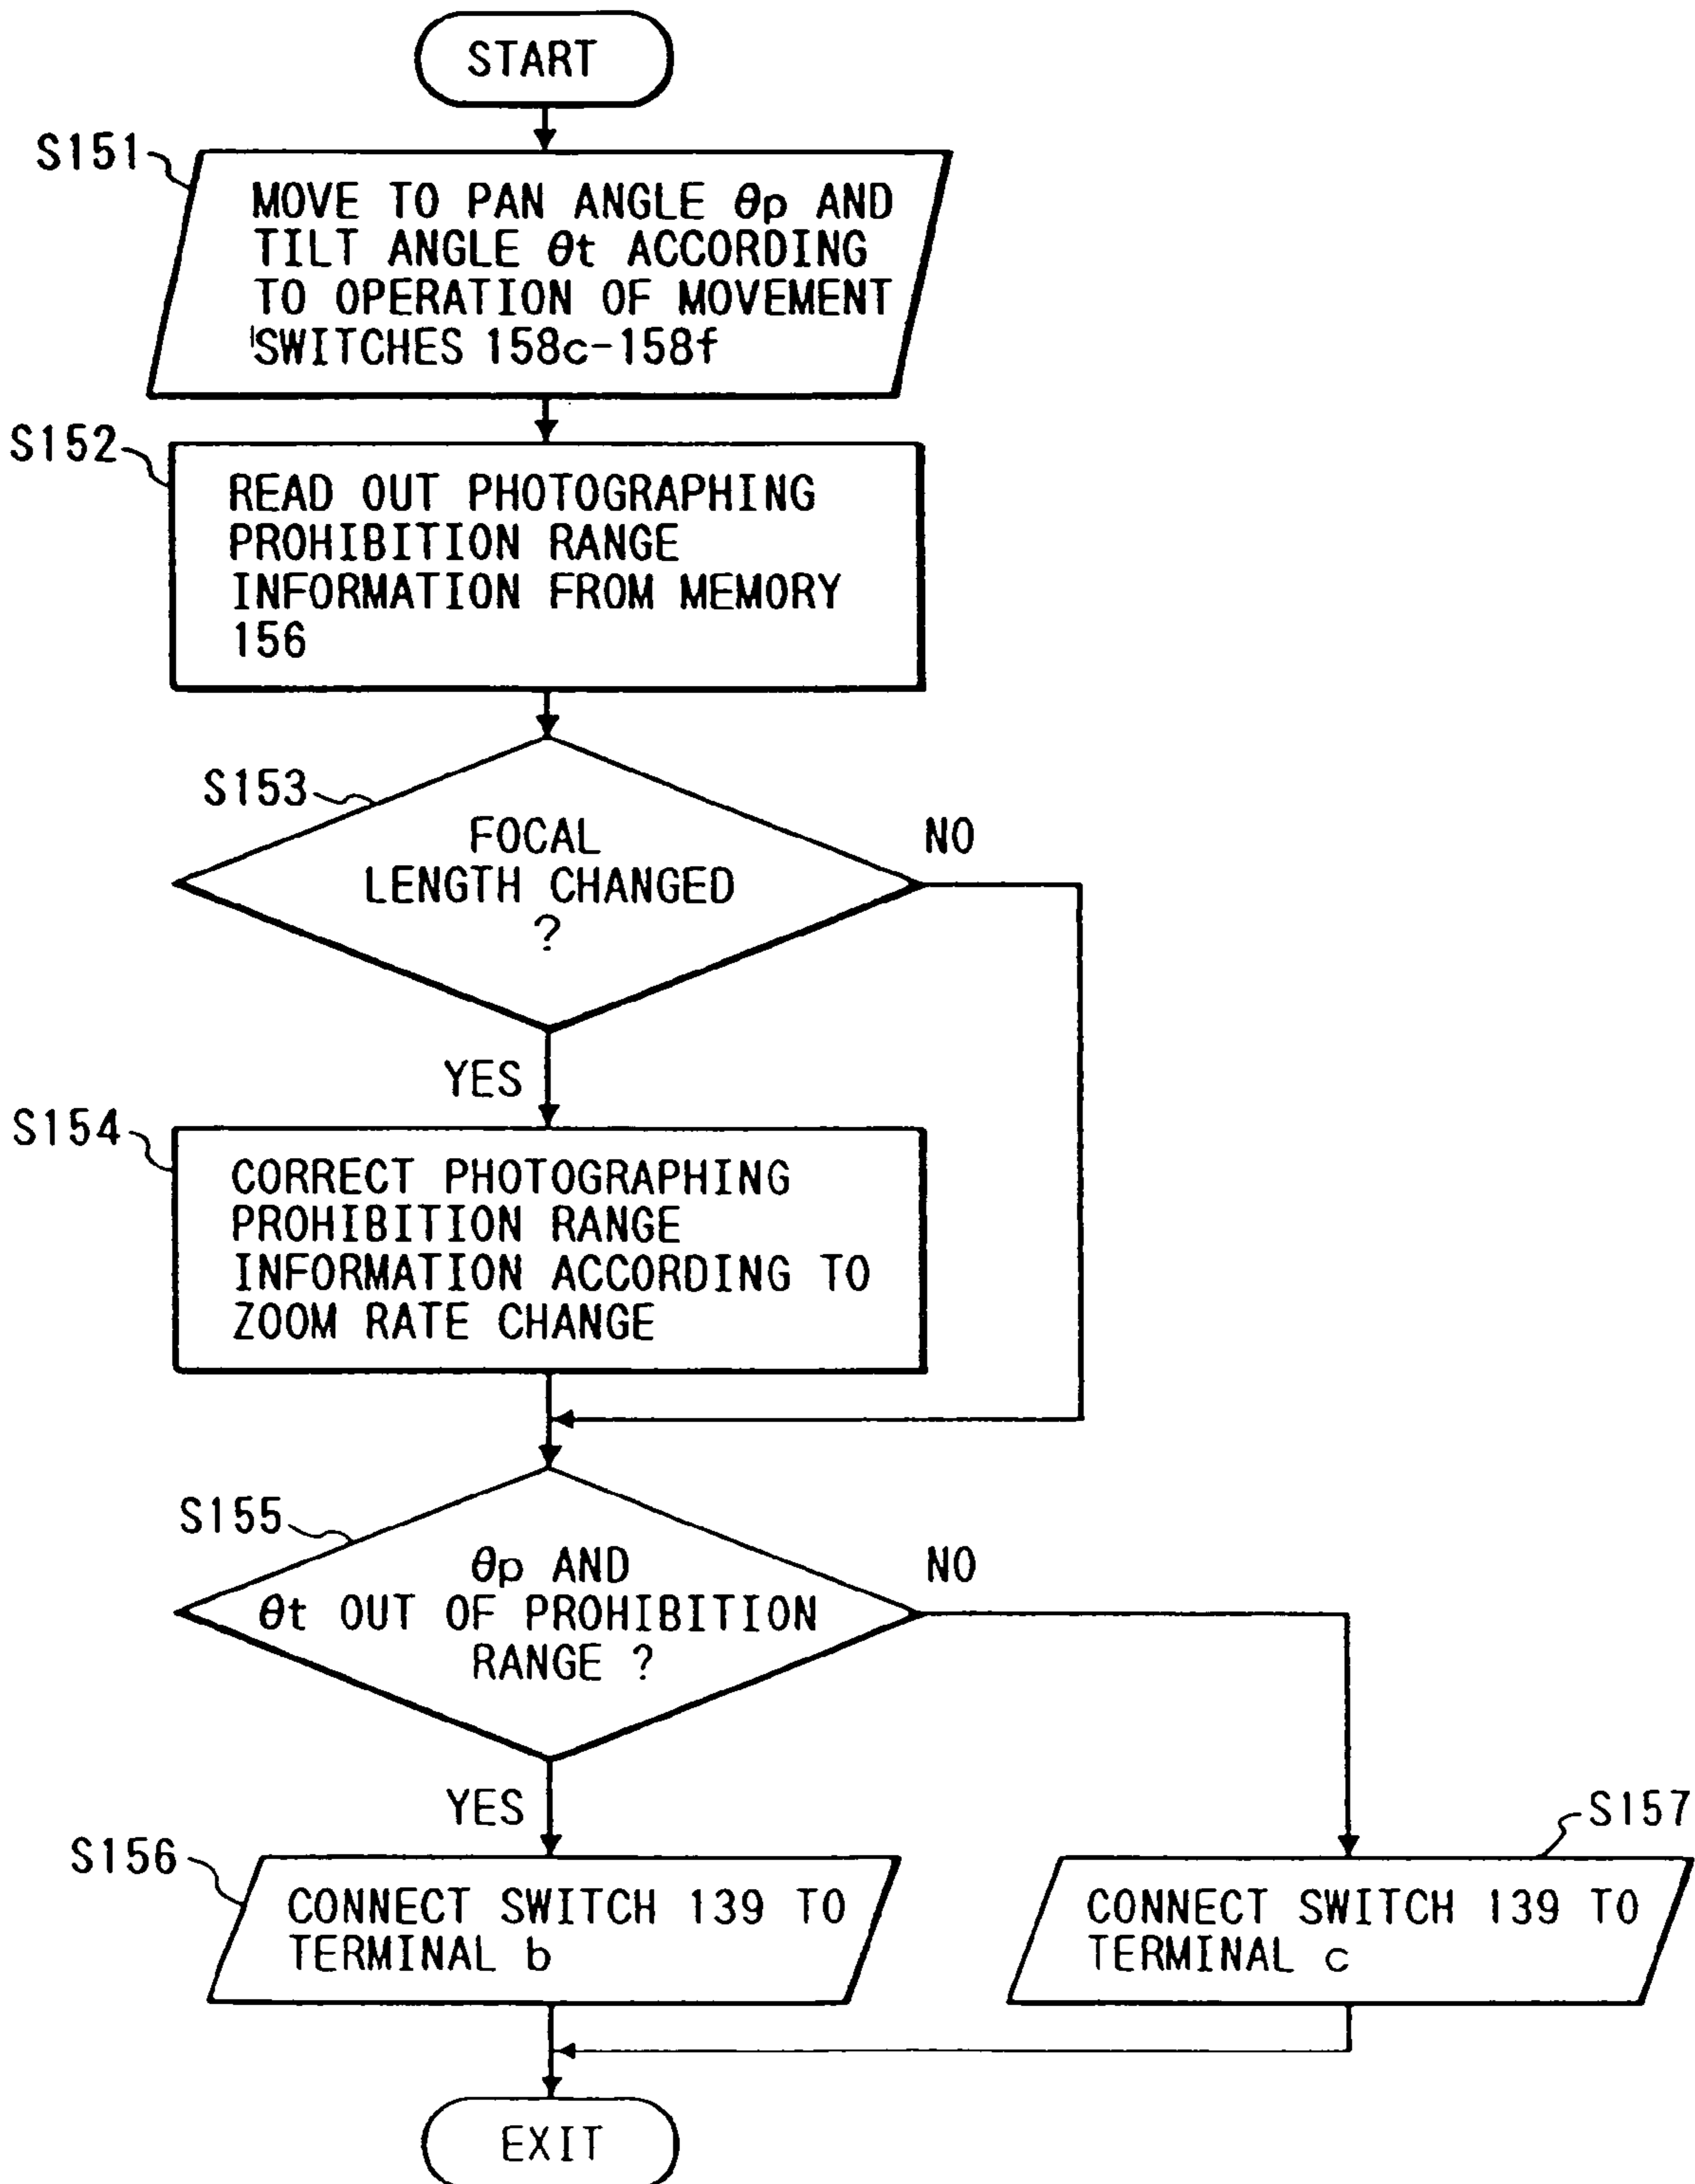 START
S151
MOVE TO PAN ANGLE θp AND
TILT ANGLE θt ACCORDING
TO OPERATION OF MOVEMENT
SWITCHES 158c-158f
S152
READ OUT PHOTOGRAPHING
PROHIBITION RANGE
INFORMATION FROM MEMORY
156
S153
FOCAL
LENGTH CHANGED
?
NO
YES
S154
CORRECT PHOTOGRAPHING
PROHIBITION RANGE
INFORMATION ACCORDING TO
ZOOM RATE CHANGE
S155
θp AND
θt OUT OF PROHIBITION
RANGE ?
NO
YES
S156
CONNECT SWITCH 139 TO
TERMINAL b
S157
CONNECT SWITCH 139 TO
TERMINAL c
EXIT